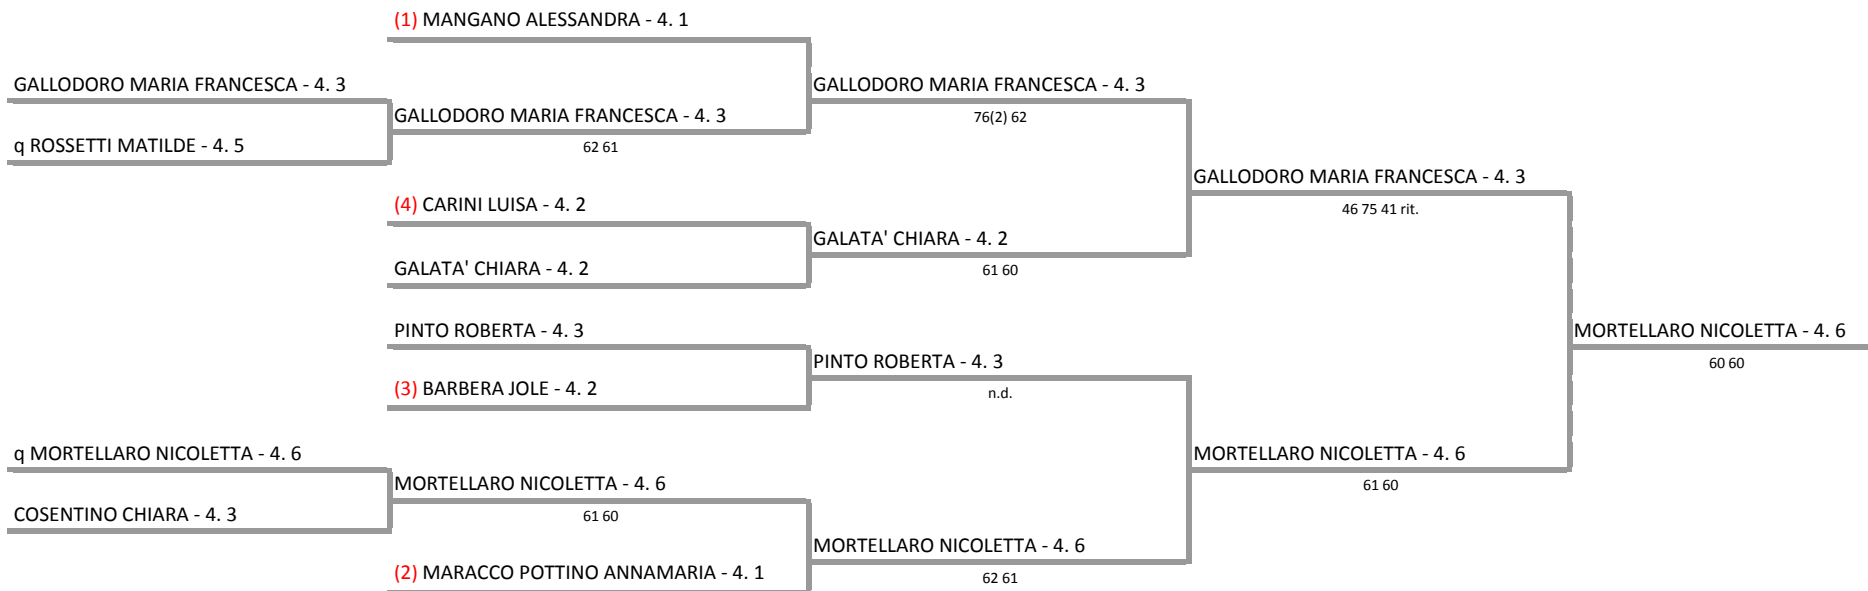 (1) MANGANO ALESSANDRA - 4. 1
GALLODORO MARIA FRANCESCA - 4. 3
q ROSSETTI MATILDE - 4. 5
GALLODORO MARIA FRANCESCA - 4. 3
62 61
GALLODORO MARIA FRANCESCA - 4. 3
76(2) 62
(4) CARINI LUISA - 4. 2
GALATA' CHIARA - 4. 2
GALATA' CHIARA - 4. 2
61 60
GALLODORO MARIA FRANCESCA - 4. 3
46 75 41 rit.
PINTO ROBERTA - 4. 3
(3) BARBERA JOLE - 4. 2
PINTO ROBERTA - 4. 3
n.d.
q MORTELLARO NICOLETTA - 4. 6
COSENTINO CHIARA - 4. 3
MORTELLARO NICOLETTA - 4. 6
61 60
(2) MARACCO POTTINO ANNAMARIA - 4. 1
MORTELLARO NICOLETTA - 4. 6
62 61
MORTELLARO NICOLETTA - 4. 6
61 60
MORTELLARO NICOLETTA - 4. 6
60 60